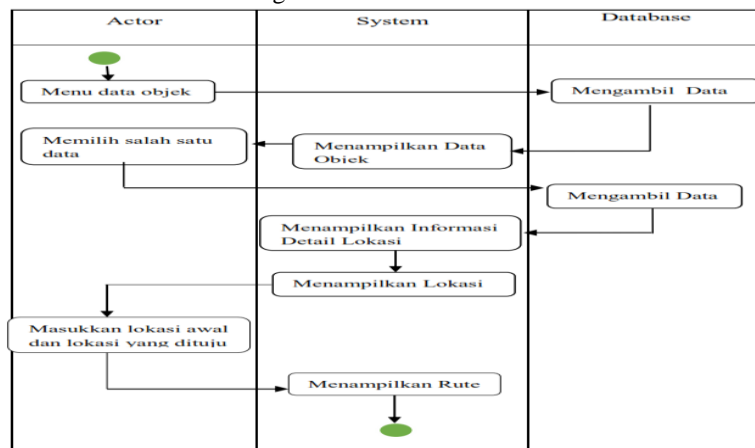 Actor
System
Database
Menu data objek
Mengambil Data
Memilih salah satu
data
Menampilkan Data
Objek
Mengambil Data
Menampilkan Informasi
Detail Lokasi
Menampilkan Lokasi
Masukkan lokasi awal
dan lokasi yang dituju
Menampilkan Rute